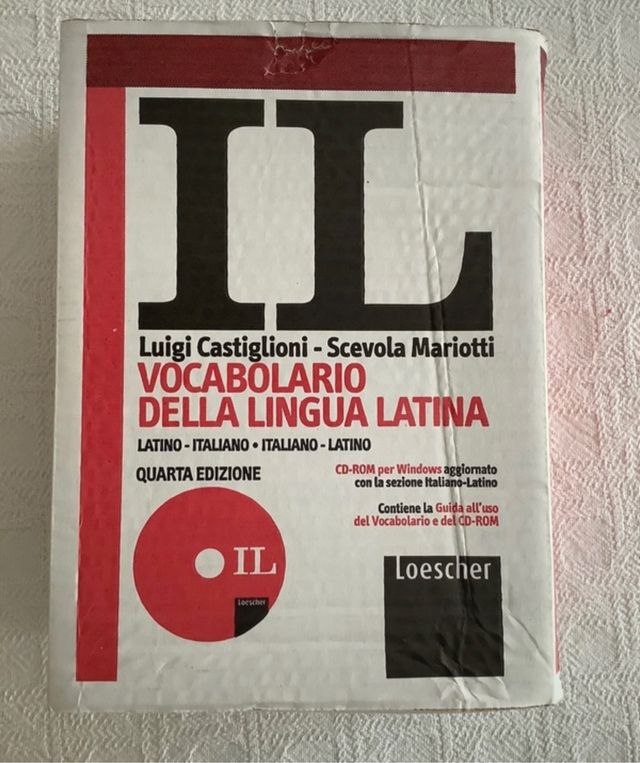 IL
Luigi Castiglioni - Scevola Mariotti
VOCABOLARIO
DELLA LINGUA LATINA
LATINO - ITALIANO • ITALIANO - LATINO
QUARTA EDIZIONE
CD-ROM per Windows aggiornato
con la sezione Italiano-Latino
Contiene la Guida all'uso
del Vocabolario e del CD-ROM
IL
Loescher
Loescher